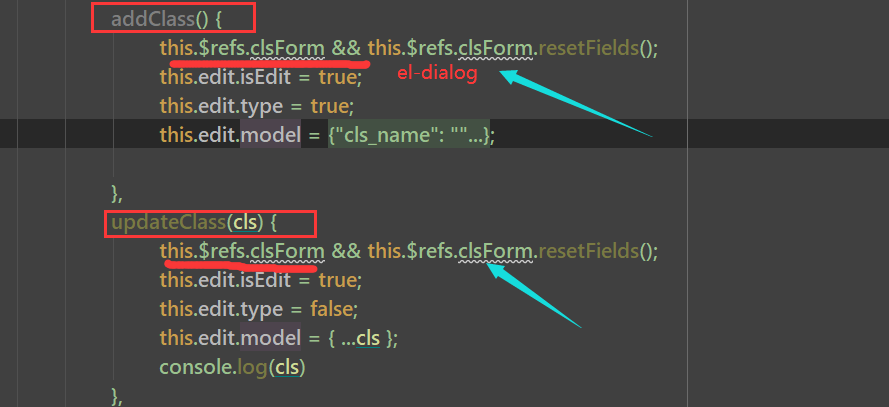 addClass() {
this.$refs.clsForm && this.$refs.clsForm.resetFields();
this.edit.isEdit = true;
el-dialog
this.edit.type = true;
this.edit.model = {"cls_name": ""...};
},
updateClass(cls) {
this.$refs.clsForm && this.$refs.clsForm.resetFields();
this.edit.isEdit = true;
this.edit.type = false;
this.edit.model = { ...cls };
console.log(cls)
},